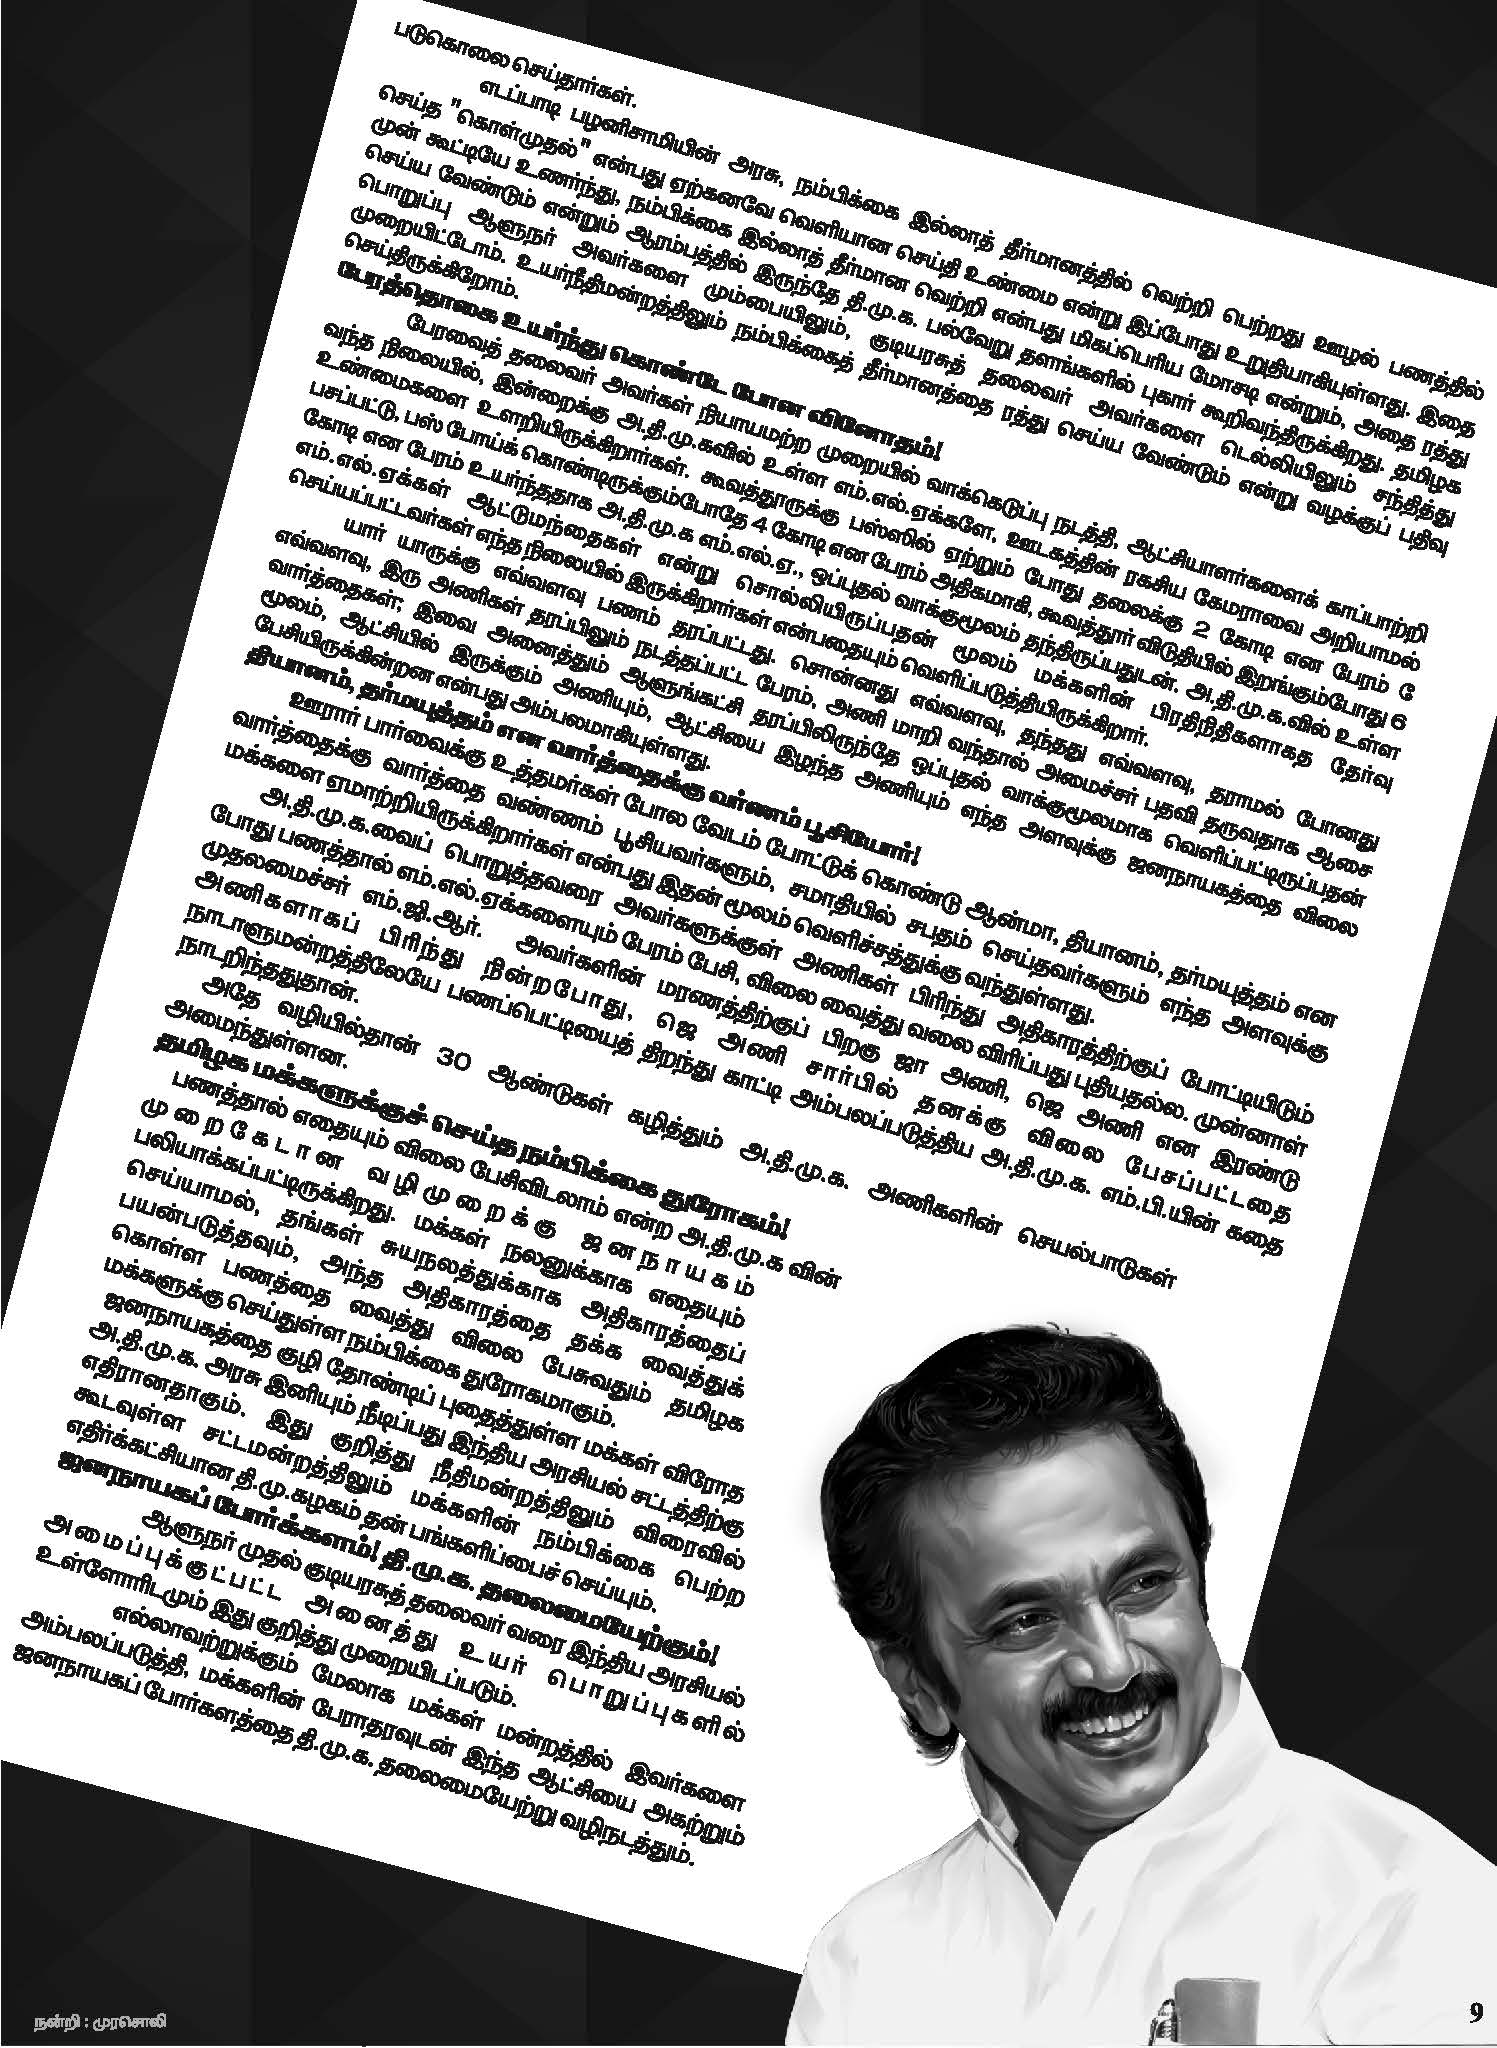 படுகொலை செய்தார்கள்.
எடப்பாடி பழனிசாமியின் அரசு, நம்பிக்கை இல்லாத் தீர்மானத்தில் வெற்றி பெற்றது ஊழல் பணத்தில்
செய்த "கொள்முதல்" என்பது ஏற்கனவே வெளியான செய்தி உண்மை என்று இப்போது உறுதியாகியுள்ளது. இதை
முன் கூட்டியே உணர்ந்து, நம்பிக்கை இல்லாத் தீர்மான வெற்றி என்பது மிகப்பெரிய மோசடி என்றும், அதை ரத்து
செய்ய வேண்டும் என்றும் ஆரம்பத்தில் இருந்தே தி.மு.க. பல்வேறு தளங்களில் புகார் கூறிவந்திருக்கிறது. தமிழக
பொறுப்பு ஆளுநர் அவர்களை மும்பையிலும், குடியரசுத் தலைவர் அவர்களை டெல்லியிலும் சந்தித்து
முறையிட்டோம். உயர்நீதிமன்றத்திலும் நம்பிக்கைத் தீர்மானத்தை ரத்து செய்ய வேண்டும் என்று வழக்குப் பதிவு
செய்திருக்கிறோம்.
பேரத்தொகை உயர்ந்து கொண்டே போன வினோதம்!
பேரவைத் தலைவர் அவர்கள் நியாயமற்ற முறையில் வாக்கெடுப்பு நடத்தி, ஆட்சியாளர்களைக் காப்பாற்றி
வந்த நிலையில், இன்றைக்கு அ.தி.மு.கவில் உள்ள எம்.எல்.ஏக்களே, ஊடகத்தின் ரகசிய கேமராவை அறியாமல்
உண்மைகளை உளறியிருக்கிறார்கள். கூவத்தூருக்கு பஸ்ஸில் ஏற்றும் போது தலைக்கு 2 கோடி என பேரம் பே
பசப்பட்டு, பஸ் போய்க் கொண்டிருக்கும்போதே 4 கோடி என பேரம் அதிகமாகி, கூவத்தூர் விடுதியில் இறங்கும்போது 6
கோடி என பேரம் உயர்ந்ததாக அ.தி.மு.க எம்.எல்.ஏ., ஒப்புதல் வாக்குமூலம் தந்திருப்பதுடன். அ.தி.மு.க.வில் உள்ள
எம்.எல்.ஏக்கள் ஆட்டுமந்தைகள் என்று சொல்லியிருப்பதன் மூலம் மக்களின் பிரதிநிதிகளாகத் தேர்வு
செய்யப்பட்டவர்கள் எந்த நிலையில் இருக்கிறார்கள் என்பதையும் வெளிப்படுத்தியிருக்கிறார்.
யார் யாருக்கு எவ்வளவு பணம் தரப்பட்டது. சொன்னது எவ்வளவு, தந்தது எவ்வளவு, தராமல் போனது
எவ்வளவு, இரு அணிகள் தரப்பிலும் நடத்தப்பட்ட பேரம், அணி மாறி வந்தால் அமைச்சர் பதவி தருவதாக ஆசை
வார்த்தைகள்; இவை அனைத்தும் ஆளுங்கட்சி தரப்பிலிருந்தே ஒப்புதல் வாக்குமூலமாக வெளிப்பட்டிருப்பதன்
மூலம், ஆட்சியில் இருக்கும் அணியும், ஆட்சியை இழந்த அணியும் எந்த அளவுக்கு ஜனநாயகத்தை விலை
பேசியிருக்கின்றன என்பது அம்பலமாகியுள்ளது.
தியானம், தர்மயுத்தம் என வார்த்தைக்கு வர்ணம் பூசியோர்!
ஊரார் பார்வைக்கு உத்தமர்கள் போல வேடம் போட்டுக் கொண்டு ஆன்மா, தியானம், தர்மயுத்தம் என
வார்த்தைக்கு வார்த்தை வண்ணம் பூசியவர்களும், சமாதியில் சபதம் செய்தவர்களும் எந்த அளவுக்கு
மக்களை ஏமாற்றியிருக்கிறார்கள் என்பது இதன் மூலம் வெளிச்சத்துக்கு வந்துள்ளது.
அ.தி.மு.க.வைப் பொறுத்தவரை அவர்களுக்குள் அணிகள் பிரிந்து அதிகாரத்திற்குப் போட்டியிடும்
போது பணத்தால் எம்.எல்.ஏக்களையும் பேரம் பேசி, விலை வைத்து வலை விரிப்பது புதியதல்ல. முன்னாள்
முதலமைச்சர் எம்.ஜி.ஆர். அவர்களின் மரணத்திற்குப் பிறகு ஜா அணி, ஜெ அணி என இரண்டு
அணிகளாகப் பிரிந்து நின்றபோது, ஜெ அணி சார்பில் தனக்கு விலை பேசப்பட்டதை
நாடாளுமன்றத்திலேயே பணப்பெட்டியைத் திறந்து காட்டி அம்பலப்படுத்திய அ.தி.மு.க. எம்.பி.யின் கதை
நாடறிந்ததுதான்.
அதே வழியில்தான் 30 ஆண்டுகள் கழித்தும் அ.தி.மு.க. அணிகளின் செயல்பாடுகள்
அமைந்துள்ளன.
தமிழக மக்களுக்குச் செய்த நம்பிக்கை துரோகம்!
பணத்தால் எதையும் விலை பேசிவிடலாம் என்ற அ.தி.மு.க வின்
முறைகேடான வழிமுறைக்கு ஜனநாயகம்
பலியாக்கப்பட்டிருக்கிறது. மக்கள் நலனுக்காக எதையும்
செய்யாமல், தங்கள் சுயநலத்துக்காக அதிகாரத்தைப்
பயன்படுத்தவும், அந்த அதிகாரத்தை தக்க வைத்துக்
கொள்ள பணத்தை வைத்து விலை பேசுவதும் தமிழக
மக்களுக்கு செய்துள்ள நம்பிக்கை துரோகமாகும்.
ஜனநாயகத்தை குழி தோண்டிப் புதைத்துள்ள மக்கள் விரோத
அ.தி.மு.க. அரசு இனியும் நீடிப்பது இந்திய அரசியல் சட்டத்திற்கு
எதிரானதாகும். இது குறித்து நீதிமன்றத்திலும் விரைவில்
கூடவுள்ள சட்டமன்றத்திலும் மக்களின் நம்பிக்கை பெற்ற
எதிர்க்கட்சியான தி.மு.கழகம் தன் பங்களிப்பைச் செய்யும்.
ஜனநாயகப் போர்க்களம்! தி.மு.க. தலைமையேற்கும்!
ஆளுநர் முதல் குடியரசுத் தலைவர் வரை இந்திய அரசியல்
அமைப்புக்குட்பட்ட அனைத்து உயர் பொறுப்புகளில்
உள்ளோரிடமும் இது குறித்து முறையிடப்படும்.
எல்லாவற்றுக்கும் மேலாக மக்கள் மன்றத்தில் இவர்களை
அம்பலப்படுத்தி, மக்களின் பேராதரவுடன் இந்த ஆட்சியை அகற்றும்
ஜனநாயகப் போர்களத்தை தி.மு.க. தலைமையேற்று வழிநடத்தும்.
நன்றி : முரசொலி
9